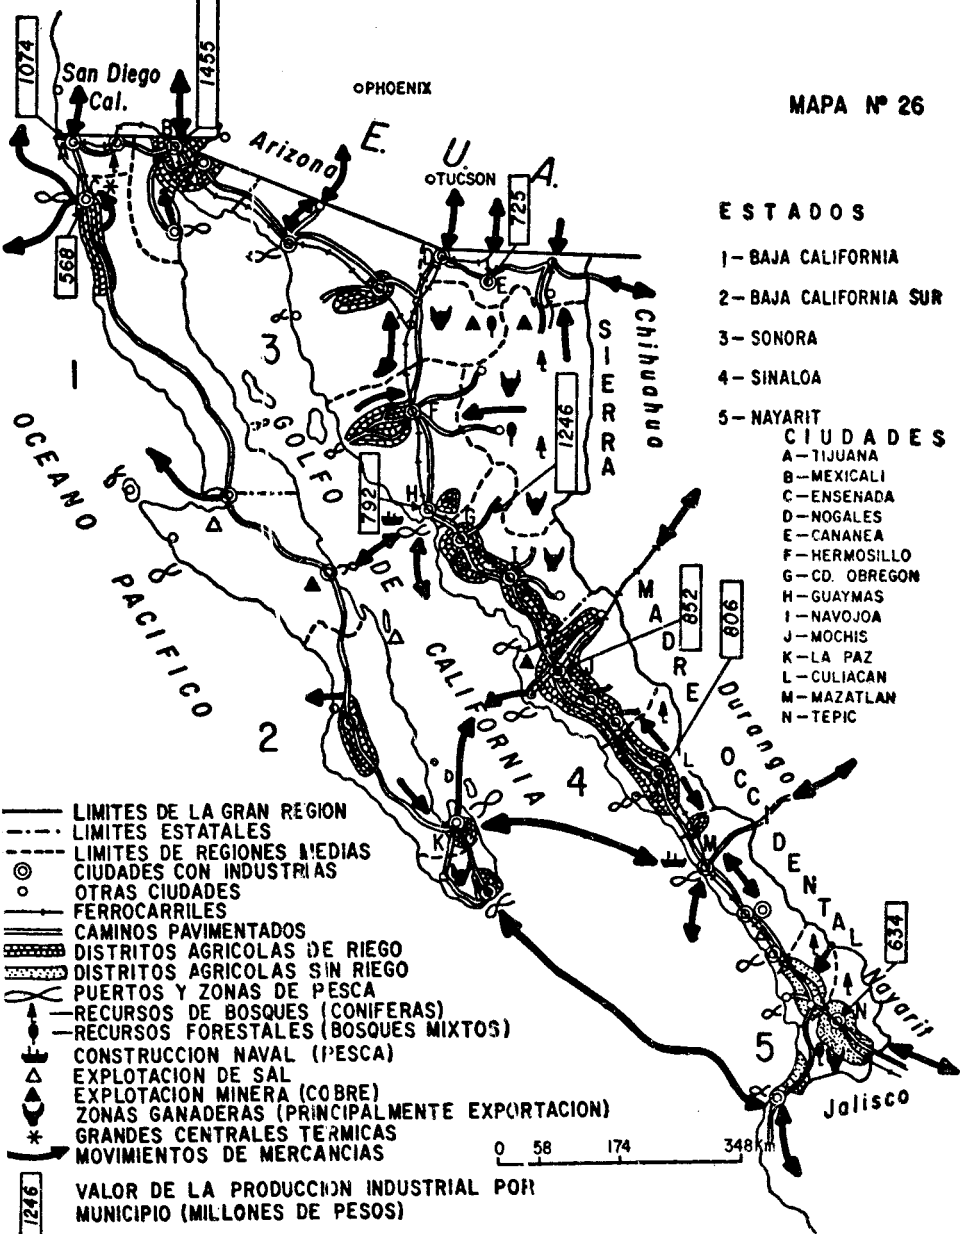 1074
1455
San Diego
Cal.
PHOENIX
MAPA Nº 26
Arizona
E.
U.
A.
TUCSON
725
568
B
D
E
F
H
G
I
J
K
L
M
N
1
2
3
4
5
ESTADOS
1-BAJA CALIFORNIA
2-BAJA CALIFORNIA SUR
3-SONORA
4-SINALOA
5-NAYARIT
CIUDADES
A-TIJUANA
B-MEXICALI
C-ENSENADA
D-NOGALES
E-CANANEA
F-HERMOSILLO
G-CD. OBREGON
H-GUAYMAS
I-NAVOJOA
J-MOCHIS
K-LA PAZ
L-CULIACAN
M-MAZATLAN
N-TEPIC
Chihuahua
SIERRA
MADRE
OCCIDENTAL
Durango
Nayarit
Jalisco
OCEANO
PACIFICO
GOLFO
DE
CALIFORNIA
1246
792
852
806
634
LIMITES DE LA GRAN REGION
LIMITES ESTATALES
LIMITES DE REGIONES MEDIAS
CIUDADES CON INDUSTRIAS
OTRAS CIUDADES
FERROCARRILES
CAMINOS PAVIMENTADOS
DISTRITOS AGRICOLAS DE RIEGO
DISTRITOS AGRICOLAS SIN RIEGO
PUERTOS Y ZONAS DE PESCA
RECURSOS DE BOSQUES (CONIFERAS)
RECURSOS FORESTALES (BOSQUES MIXTOS)
CONSTRUCCION NAVAL (PESCA)
EXPLOTACION DE SAL
EXPLOTACION MINERA (COBRE)
ZONAS GANADERAS (PRINCIPALMENTE EXPORTACION)
GRANDES CENTRALES TERMICAS
MOVIMIENTOS DE MERCANCIAS
0 58 174 348Km
1246
VALOR DE LA PRODUCCION INDUSTRIAL POR
MUNICIPIO (MILLONES DE PESOS)